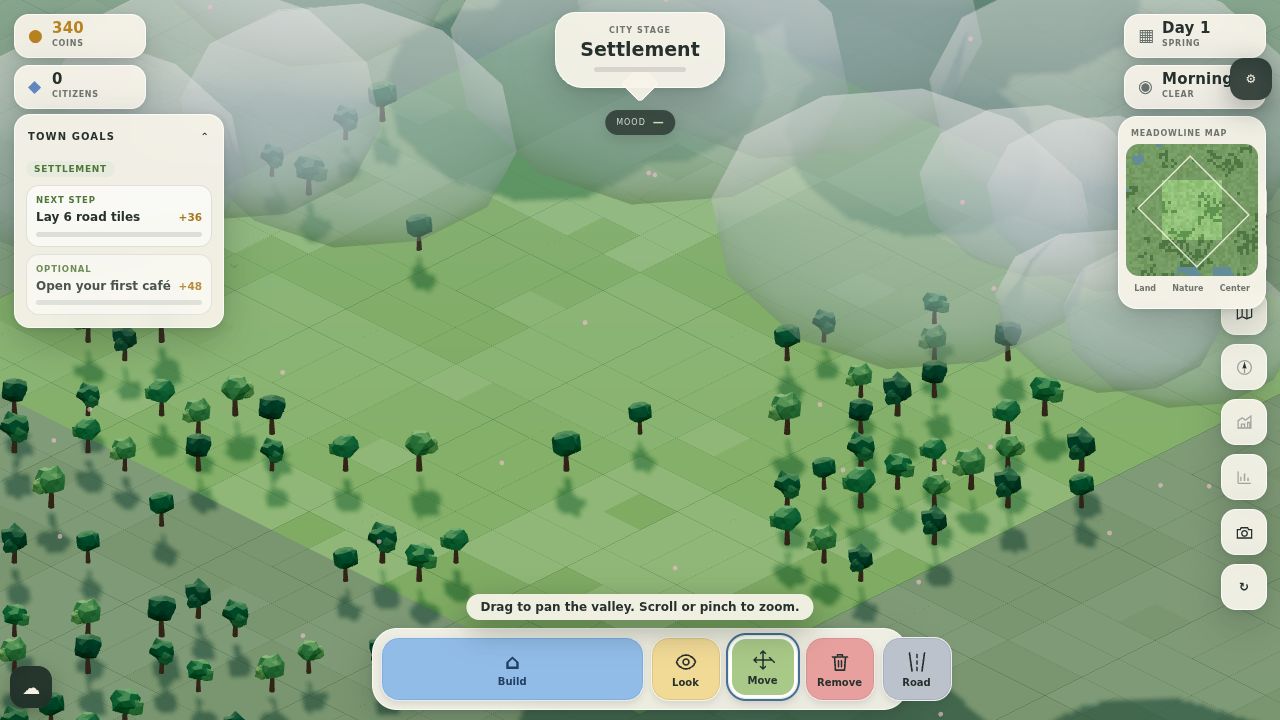 340
COINS
0
CITIZENS
TOWN GOALS
SETTLEMENT
NEXT STEP
Lay 6 road tiles +36
OPTIONAL
Open your first café +48
CITY STAGE
Settlement
MOOD —
Day 1
SPRING
Morning
CLEAR
MEADOWLINE MAP
Land Nature Center
Drag to pan the valley. Scroll or pinch to zoom.
Build
Look
Move
Remove
Road